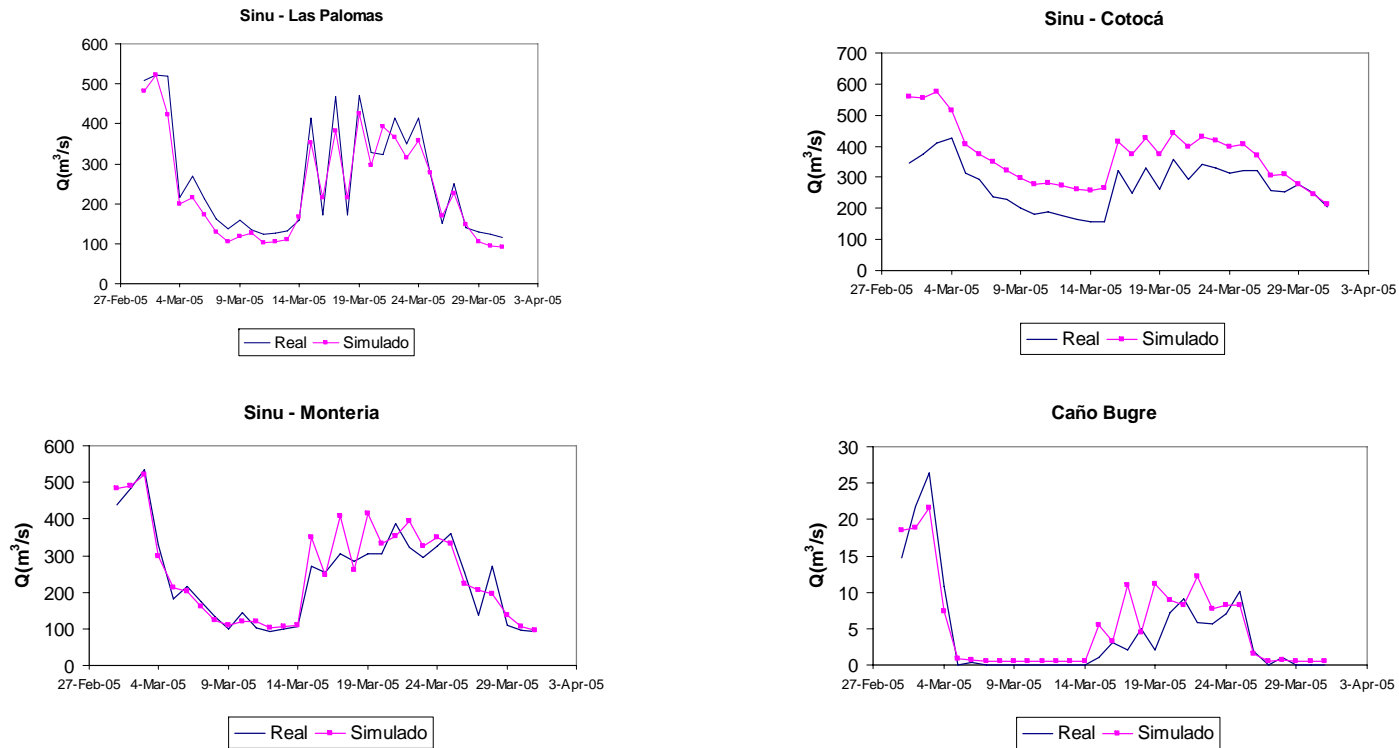 Sinu - Las Palomas
Q(m³/s)
600
500
400
300
200
100
0
27-Feb-05 4-Mar-05 9-Mar-05 14-Mar-05 19-Mar-05 24-Mar-05 29-Mar-05 3-Apr-05
Real Simulado
Sinu - Cotocá
Q(m³/s)
700
600
500
400
300
200
100
0
27-Feb-05 4-Mar-05 9-Mar-05 14-Mar-05 19-Mar-05 24-Mar-05 29-Mar-05 3-Apr-05
Real Simulado
Sinu - Monteria
Q(m³/s)
600
500
400
300
200
100
0
27-Feb-05 4-Mar-05 9-Mar-05 14-Mar-05 19-Mar-05 24-Mar-05 29-Mar-05 3-Apr-05
Real Simulado
Caño Bugre
Q(m³/s)
30
25
20
15
10
5
0
27-Feb-05 4-Mar-05 9-Mar-05 14-Mar-05 19-Mar-05 24-Mar-05 29-Mar-05 3-Apr-05
Real Simulado